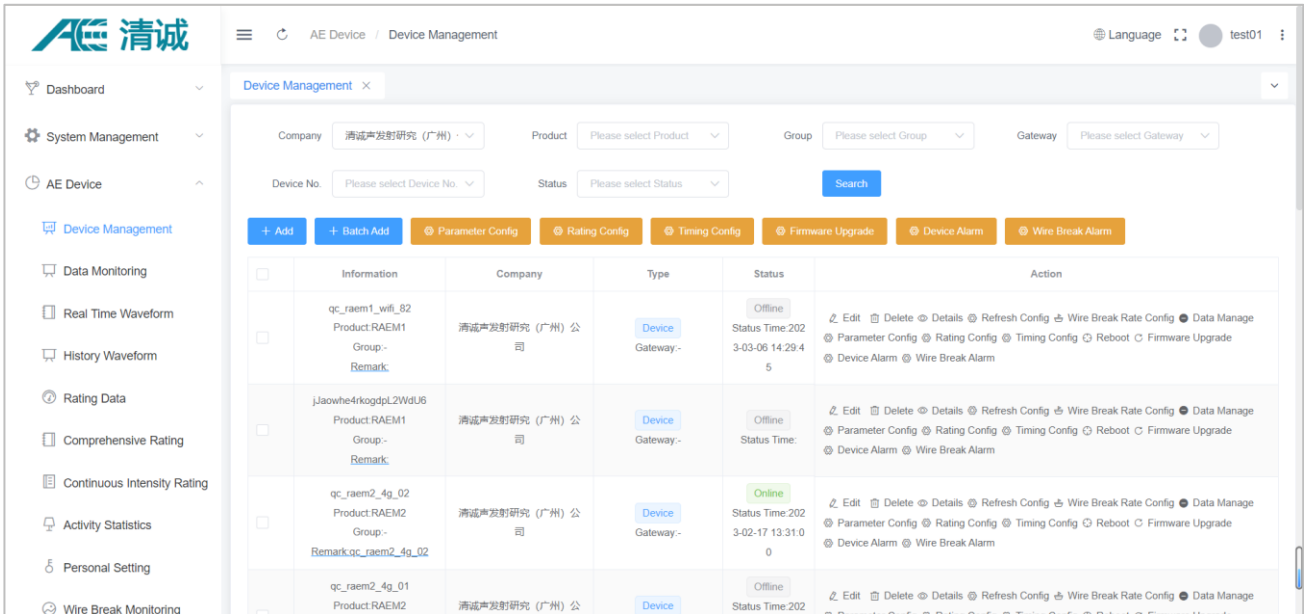 AE 清诚
AE Device / Device Management
Language
test01
Dashboard
System Management
AE Device
Device Management
Data Monitoring
Real Time Waveform
History Waveform
Rating Data
Comprehensive Rating
Continuous Intensity Rating
Activity Statistics
Personal Setting
Wire Break Monitoring
Device Management ×
Company 清诚声发射研究（广州）
Product Please select Product
Group Please select Group
Gateway Please select Gateway
Device No. Please select Device No.
Status Please select Status
Search
+ Add
+ Batch Add
Parameter Config
Rating Config
Timing Config
Firmware Upgrade
Device Alarm
Wire Break Alarm
Information Company Type Status Action
qc_raem1_wifi_82
Product:RAEM1
Group:-
Remark:
清诚声发射研究（广州）公
司
Device
Gateway:-
Offline
Status Time:202
3-03-06 14:29:4
5
Edit Delete Details Refresh Config Wire Break Rate Config Data Manage
Parameter Config Rating Config Timing Config Reboot Firmware Upgrade
Device Alarm Wire Break Alarm
jJaowhe4rkogdpL2WdU6
Product:RAEM1
Group:-
Remark:
清诚声发射研究（广州）公
司
Device
Gateway:-
Offline
Status Time:
Edit Delete Details Refresh Config Wire Break Rate Config Data Manage
Parameter Config Rating Config Timing Config Reboot Firmware Upgrade
Device Alarm Wire Break Alarm
qc_raem2_4g_02
Product:RAEM2
Group:-
Remark:qc_raem2_4g_02
清诚声发射研究（广州）公
司
Device
Gateway:-
Online
Status Time:202
3-02-17 13:31:0
0
Edit Delete Details Refresh Config Wire Break Rate Config Data Manage
Parameter Config Rating Config Timing Config Reboot Firmware Upgrade
Device Alarm Wire Break Alarm
qc_raem2_4g_01
Product:RAEM2
清诚声发射研究（广州）公
Device
Offline
Status Time:202
Edit Delete Details Refresh Config Wire Break Rate Config Data Manage